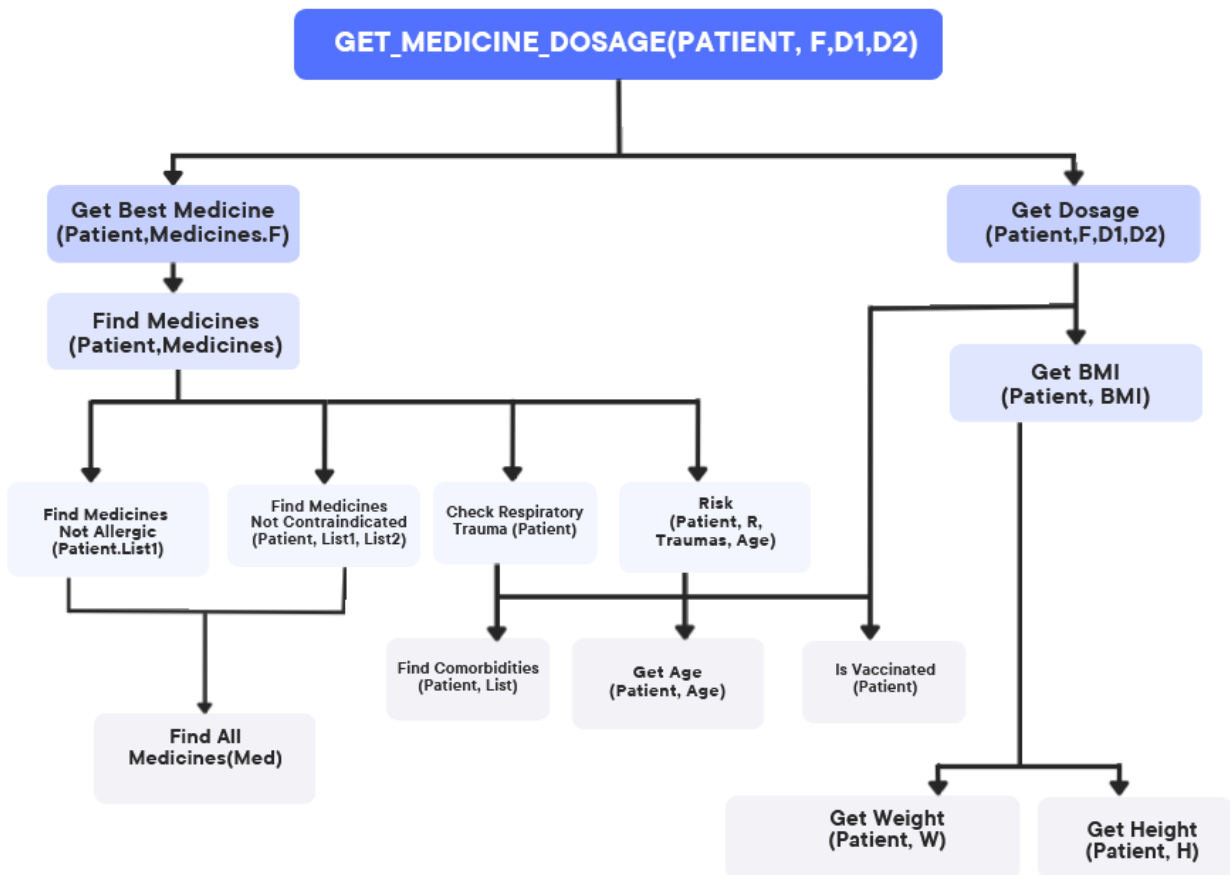 GET_MEDICINE_DOSAGE(PATIENT, F,D1,D2)
Get Best Medicine
(Patient,Medicines.F)
Get Dosage
(Patient,F,D1,D2)
Find Medicines
(Patient,Medicines)
Get BMI
(Patient, BMI)
Find Medicines
Not Allergic
(Patient.List1)
Find Medicines
Not Contraindicated
(Patient, List1, List2)
Check Respiratory
Trauma (Patient)
Risk
(Patient, R,
Traumas, Age)
Find Comorbidities
(Patient, List)
Get Age
(Patient, Age)
Is Vaccinated
(Patient)
Find All
Medicines(Med)
Get Weight
(Patient, W)
Get Height
(Patient, H)